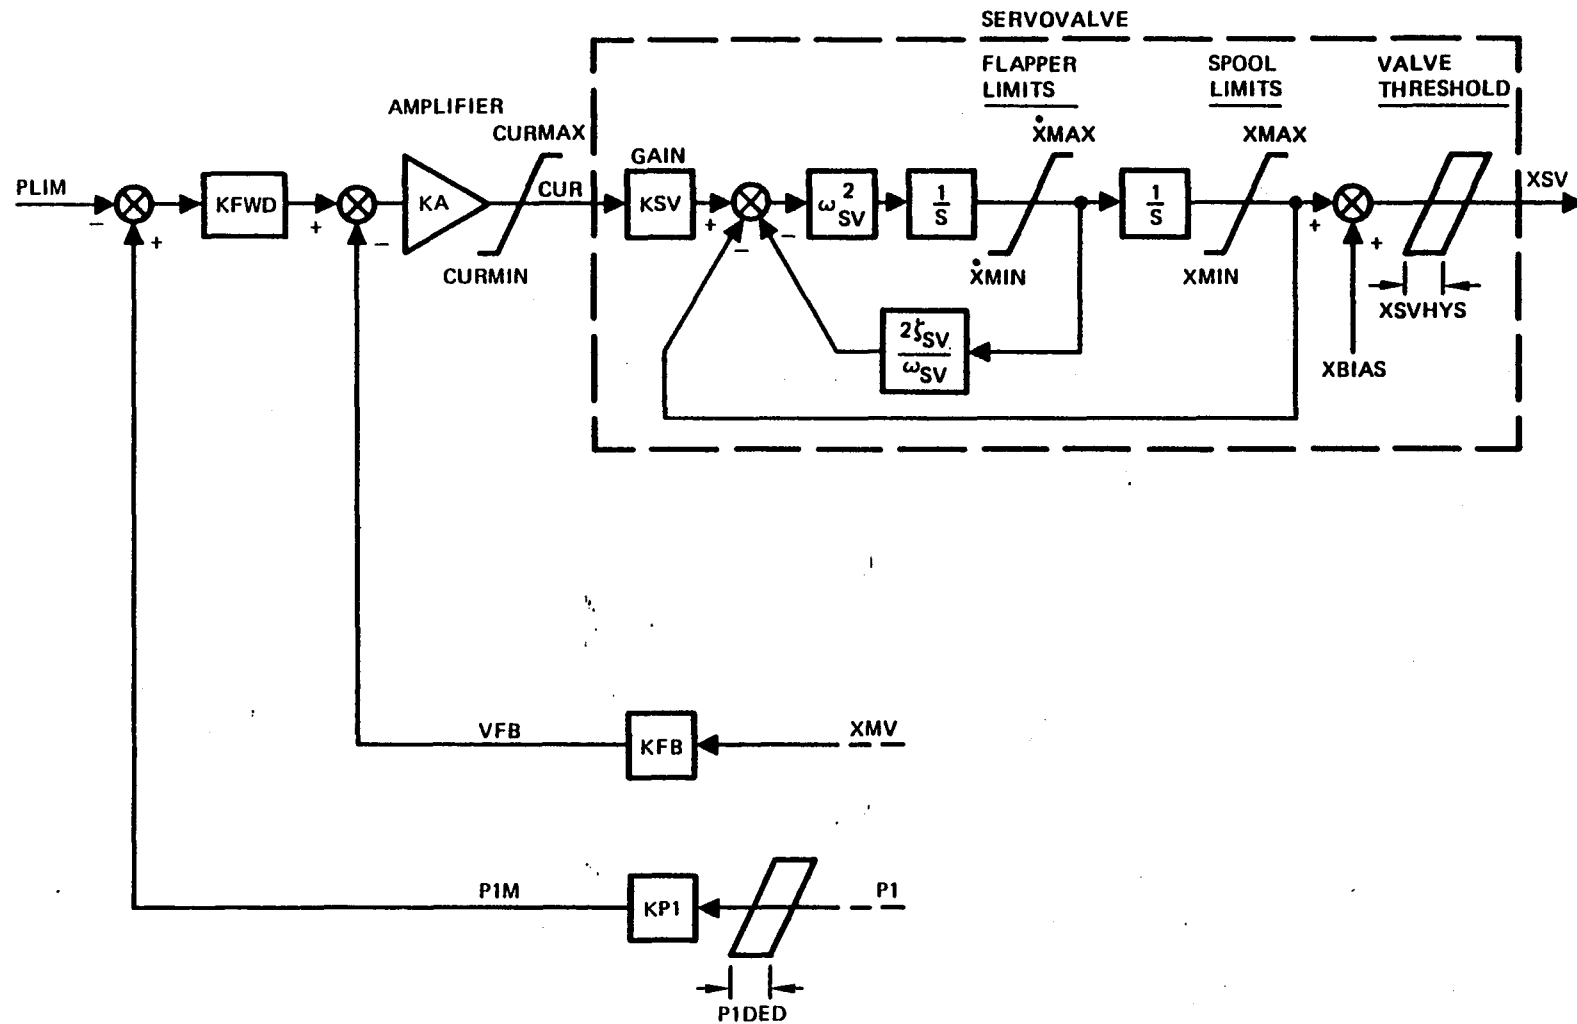 SERVOVALVE
FLAPPER
LIMITS
SPOOL
LIMITS
VALVE
THRESHOLD
AMPLIFIER
CURMAX
ẊMAX
XMAX
GAIN
PLIM
−
+
KFWD
+
−
KA
CUR
KSV
+
−
−
ω²SV
1
S
1
S
+
+
XSV
CURMIN
ẊMIN
XMIN
XSVHYS
2ζSV
ωSV
XBIAS
VFB
KFB
XMV
P1M
KP1
P1
P1DED